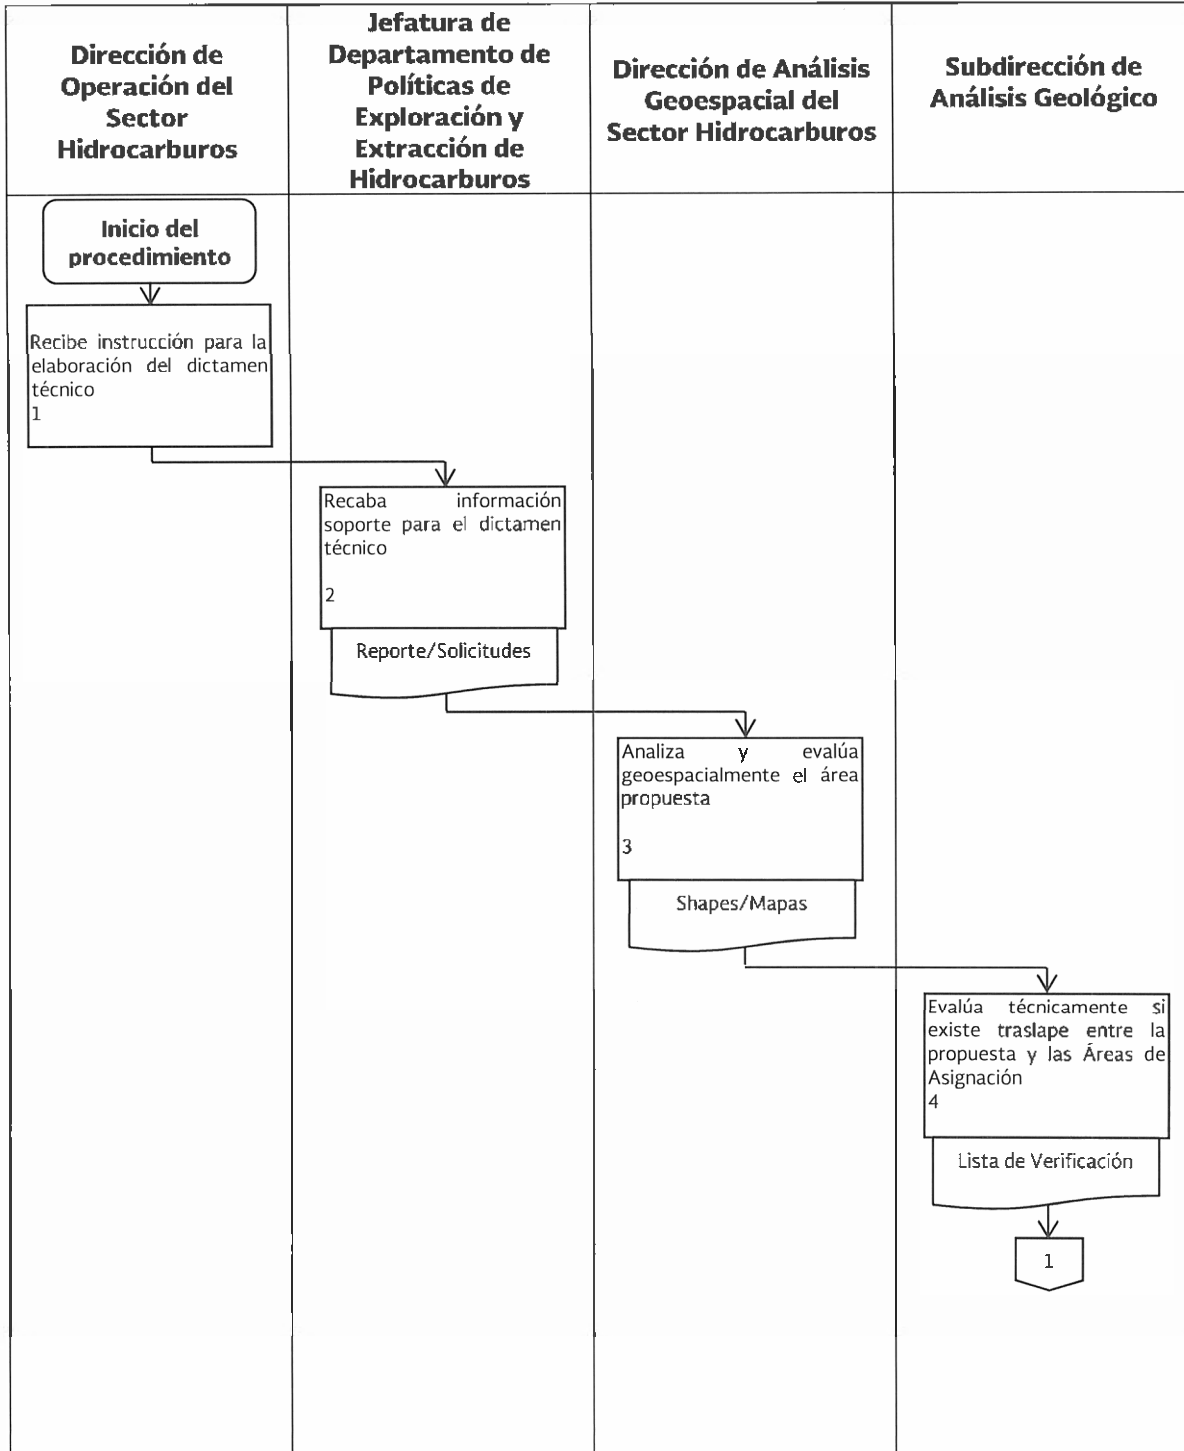 Dirección de
Operación del
Sector
Hidrocarburos
Jefatura de
Departamento de
Políticas de
Exploración y
Extracción de
Hidrocarburos
Dirección de Análisis
Geoespacial del
Sector Hidrocarburos
Subdirección de
Análisis Geológico
Inicio del
procedimiento
Recibe instrucción para la
elaboración del dictamen
técnico
1
Recaba información
soporte para el dictamen
técnico
2
Reporte/Solicitudes
Analiza y evalúa
geoespacialmente el área
propuesta
3
Shapes/Mapas
Evalúa técnicamente si
existe traslape entre la
propuesta y las Áreas de
Asignación
4
Lista de Verificación
1